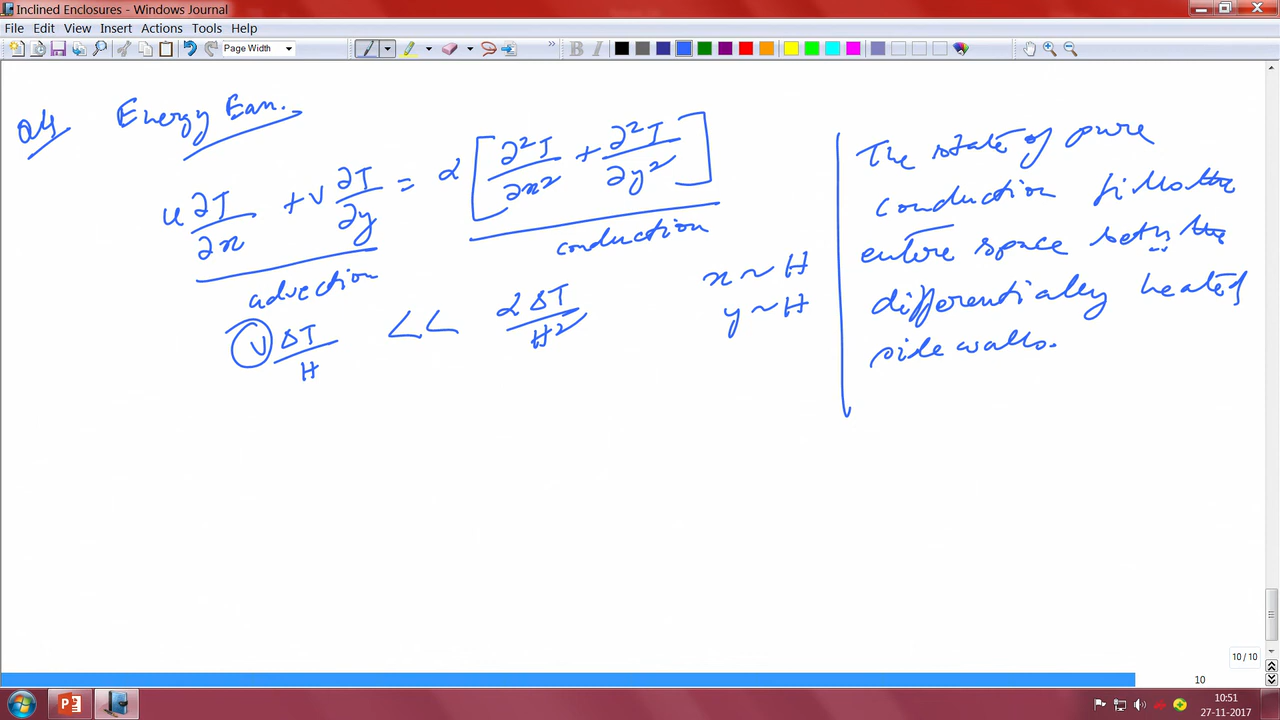 Inclined Enclosures - Windows Journal
File Edit View Insert Actions Tools Help
Page Width
B I
Q4 Energy Eqn.
u ∂T/∂x + v ∂T/∂y = α [∂²T/∂x² + ∂²T/∂y²]
advection
conduction
v ΔT/H << α ΔT/H²
x ~ H
y ~ H
The state of pure
conduction fills the
entire space betn the
differentially heated
side walls.
10 / 10
10
10:51
27-11-2017